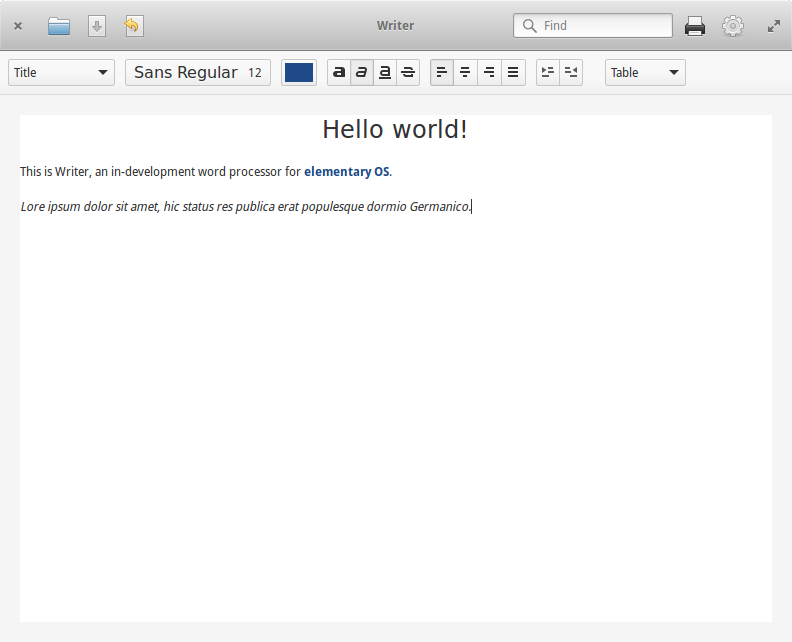 Writer
Find
Title
Sans Regular 12
a a a a
Table
Hello world!
This is Writer, an in-development word processor for elementary OS.
Lore ipsum dolor sit amet, hic status res publica erat populesque dormio Germanico.